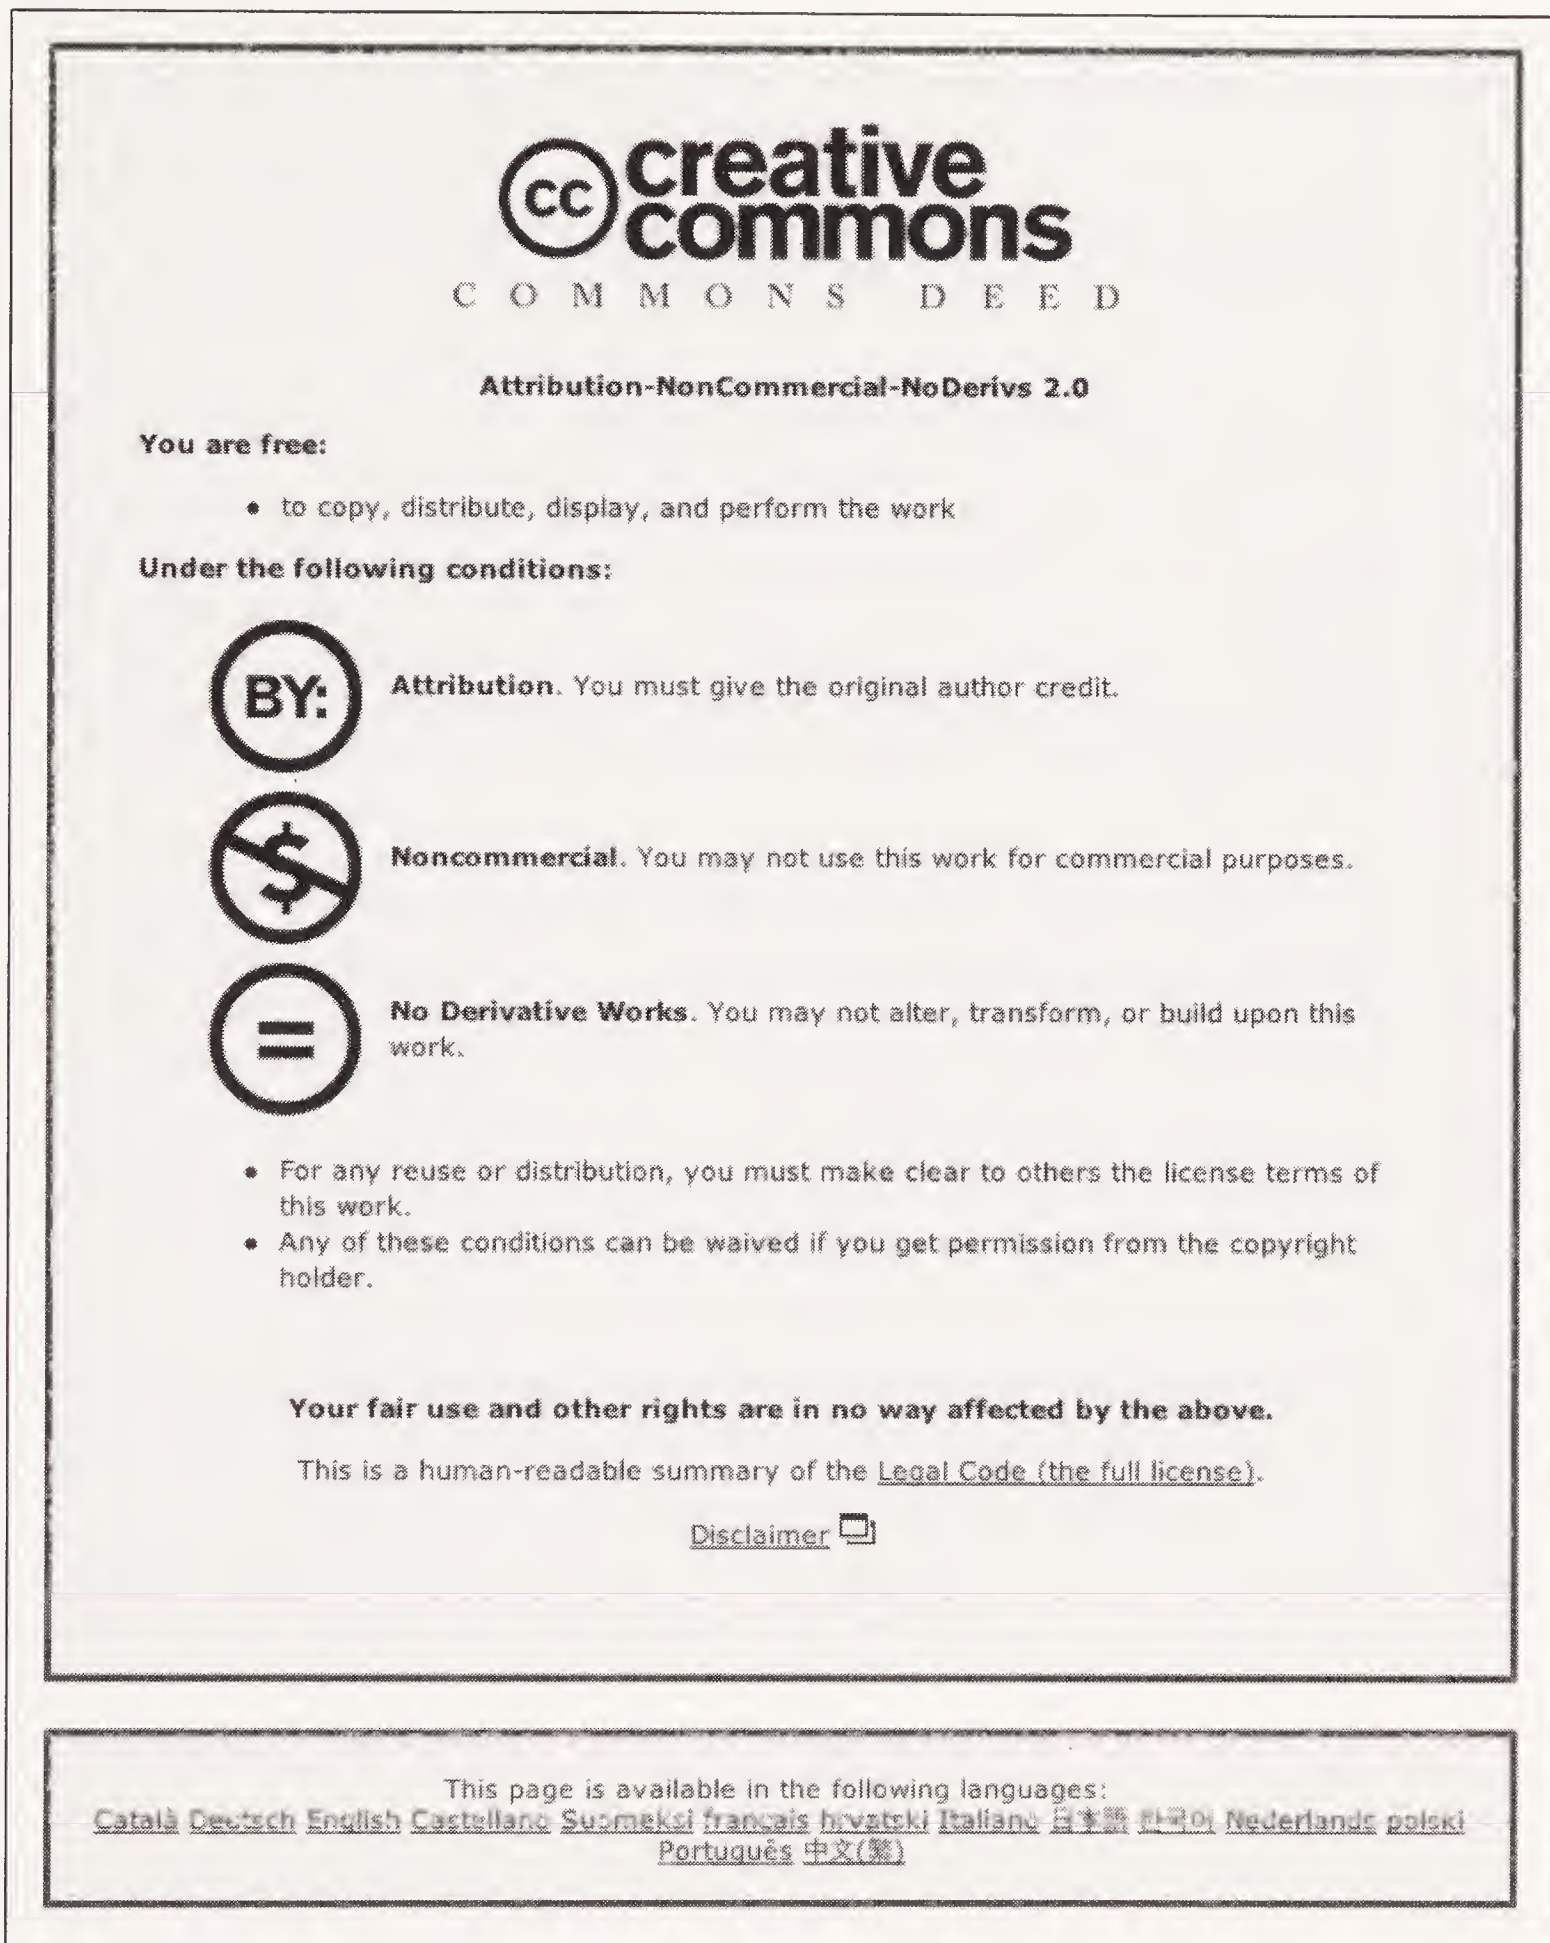 cc creative
commons
COMMONS DEED
Attribution-NonCommercial-NoDerivs 2.0
You are free:
• to copy, distribute, display, and perform the work
Under the following conditions:
BY:
Attribution. You must give the original author credit.
$
Noncommercial. You may not use this work for commercial purposes.
=
No Derivative Works. You may not alter, transform, or build upon this
work.
• For any reuse or distribution, you must make clear to others the license terms of
this work.
• Any of these conditions can be waived if you get permission from the copyright
holder.
Your fair use and other rights are in no way affected by the above.
This is a human-readable summary of the Legal Code (the full license).
Disclaimer
This page is available in the following languages:
Català Deutsch English Castellano Suomeksi français hrvatski Italiano 日本語 한국어 Nederlands polski
Português 中文(繁)